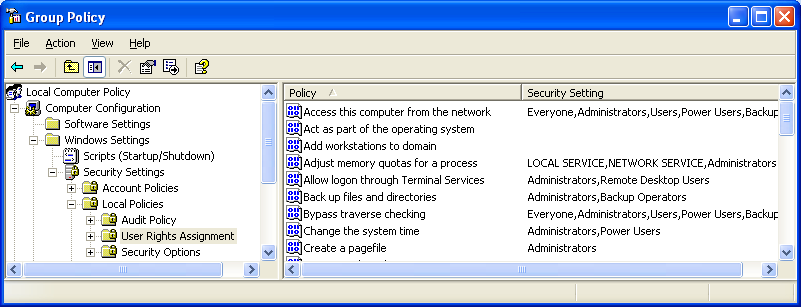 Group Policy
File Action View Help
Local Computer Policy
Computer Configuration
Software Settings
Windows Settings
Scripts (Startup/Shutdown)
Security Settings
Account Policies
Local Policies
Audit Policy
User Rights Assignment
Security Options
Policy Security Setting
Access this computer from the network Everyone,Administrators,Users,Power Users,Backup
Act as part of the operating system
Add workstations to domain
Adjust memory quotas for a process LOCAL SERVICE,NETWORK SERVICE,Administrators
Allow logon through Terminal Services Administrators,Remote Desktop Users
Back up files and directories Administrators,Backup Operators
Bypass traverse checking Everyone,Administrators,Users,Power Users,Backup
Change the system time Administrators,Power Users
Create a pagefile Administrators